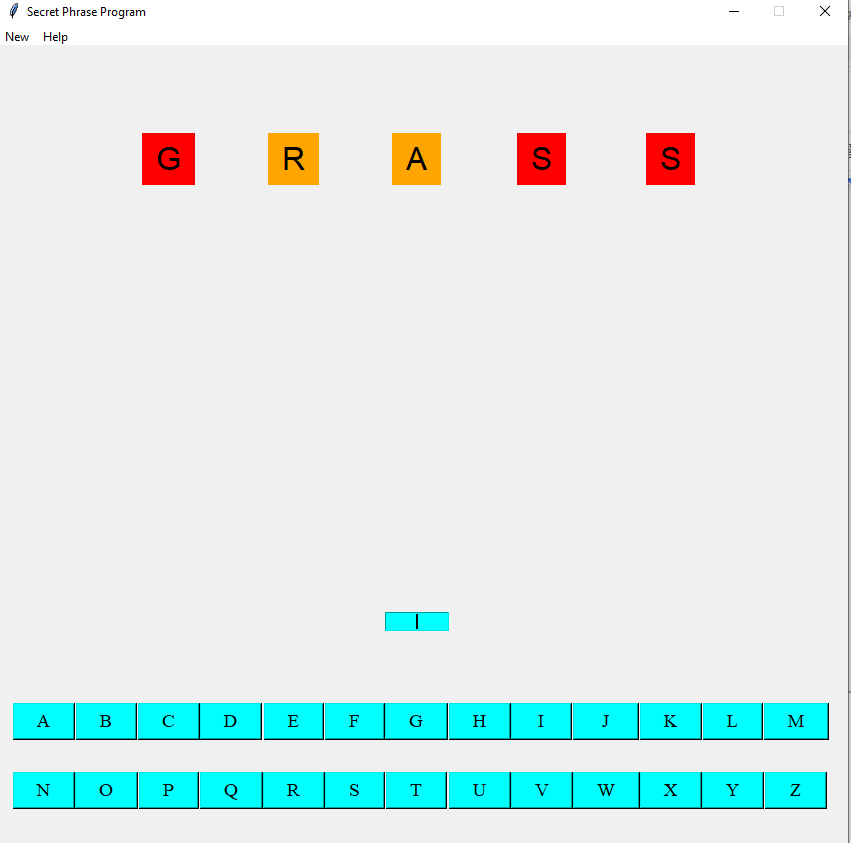 Secret Phrase Program
New Help
G R A S S
A B C D E F G H I J K L M
N O P Q R S T U V W X Y Z